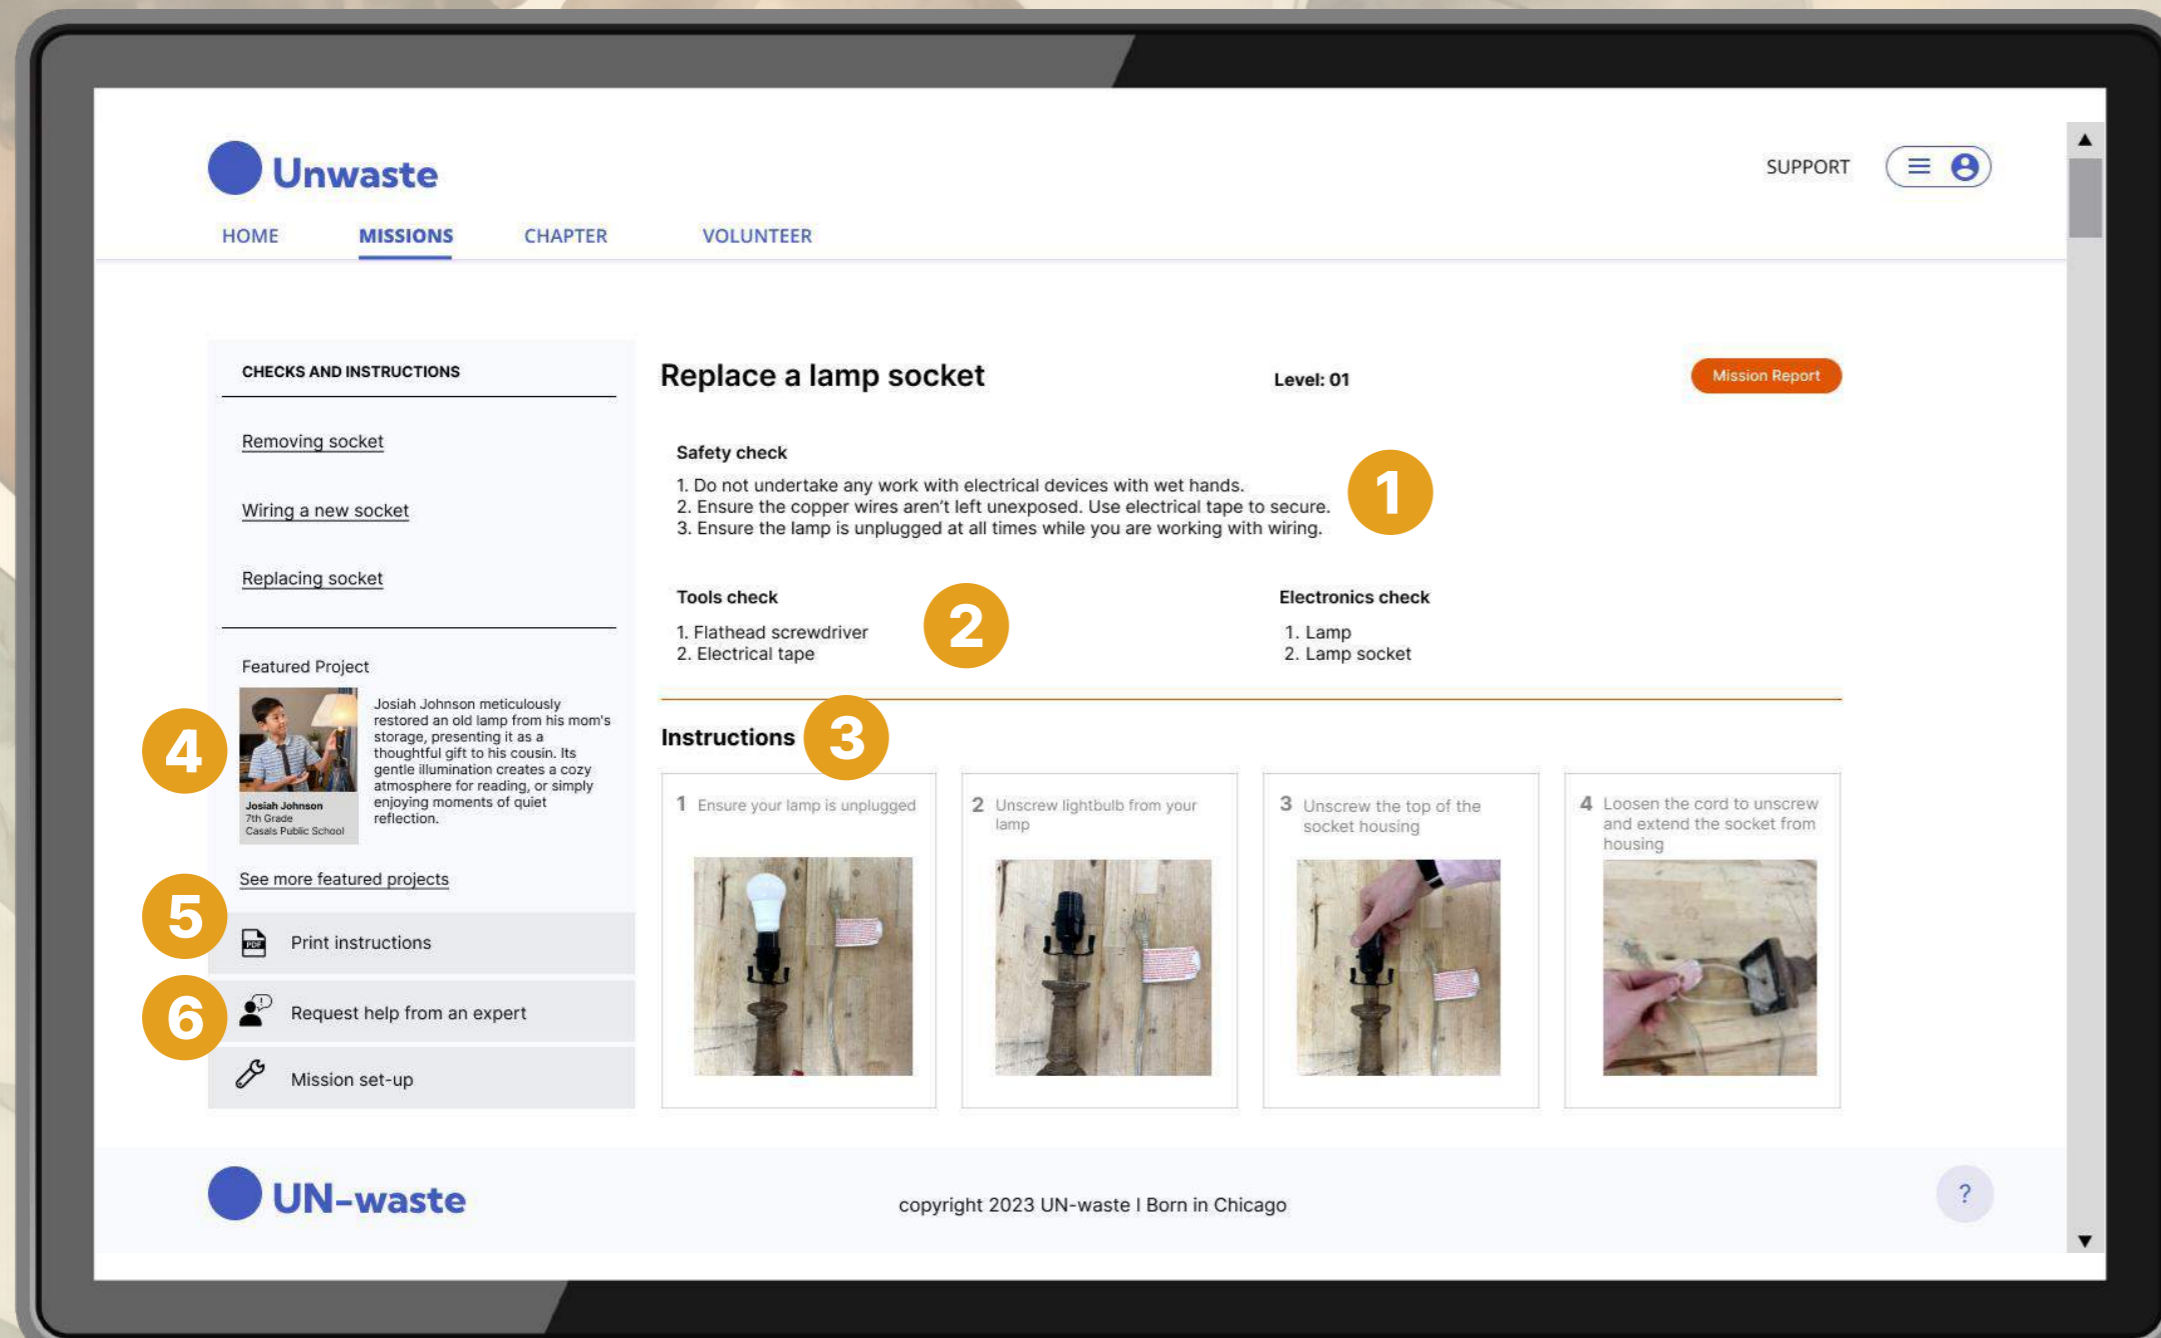 Unwaste
SUPPORT
HOME
MISSIONS
CHAPTER
VOLUNTEER
CHECKS AND INSTRUCTIONS
Removing socket
Wiring a new socket
Replacing socket
Featured Project
4
Josiah Johnson
7th Grade
Casals Public School
Josiah Johnson meticulously
restored an old lamp from his mom's
storage, presenting it as a
thoughtful gift to his cousin. Its
gentle illumination creates a cozy
atmosphere for reading, or simply
enjoying moments of quiet
reflection.
See more featured projects
5
PDF
Print instructions
6
Request help from an expert
Mission set-up
Replace a lamp socket
Level: 01
Mission Report
Safety check
1. Do not undertake any work with electrical devices with wet hands.
2. Ensure the copper wires aren't left unexposed. Use electrical tape to secure.
3. Ensure the lamp is unplugged at all times while you are working with wiring.
1
Tools check
1. Flathead screwdriver
2. Electrical tape
2
Electronics check
1. Lamp
2. Lamp socket
Instructions
3
1 Ensure your lamp is unplugged
2 Unscrew lightbulb from your
lamp
3 Unscrew the top of the
socket housing
4 Loosen the cord to unscrew
and extend the socket from
housing
UN-waste
copyright 2023 UN-waste I Born in Chicago
?